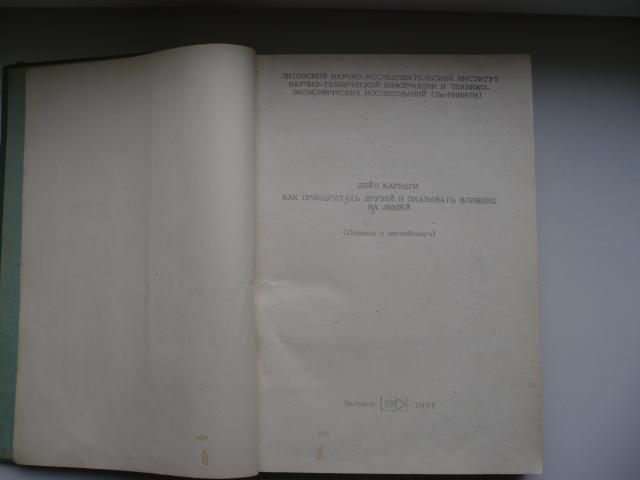 ЛИТОВСКИЙ НАУЧНО-ИССЛЕДОВАТЕЛЬСКИЙ ИНСТИТУТ
НАУЧНО-ТЕХНИЧЕСКОЙ ИНФОРМАЦИИ И ТЕХНИКО-
ЭКОНОМИЧЕСКИХ ИССЛЕДОВАНИЙ (ЛитНИИНТИ)
ДЕЙЛ КАРНЕГИ
КАК ПРИОБРЕТАТЬ ДРУЗЕЙ И ОКАЗЫВАТЬ ВЛИЯНИЕ
НА ЛЮДЕЙ
(Перевод с английского)
Вильнюс 1977